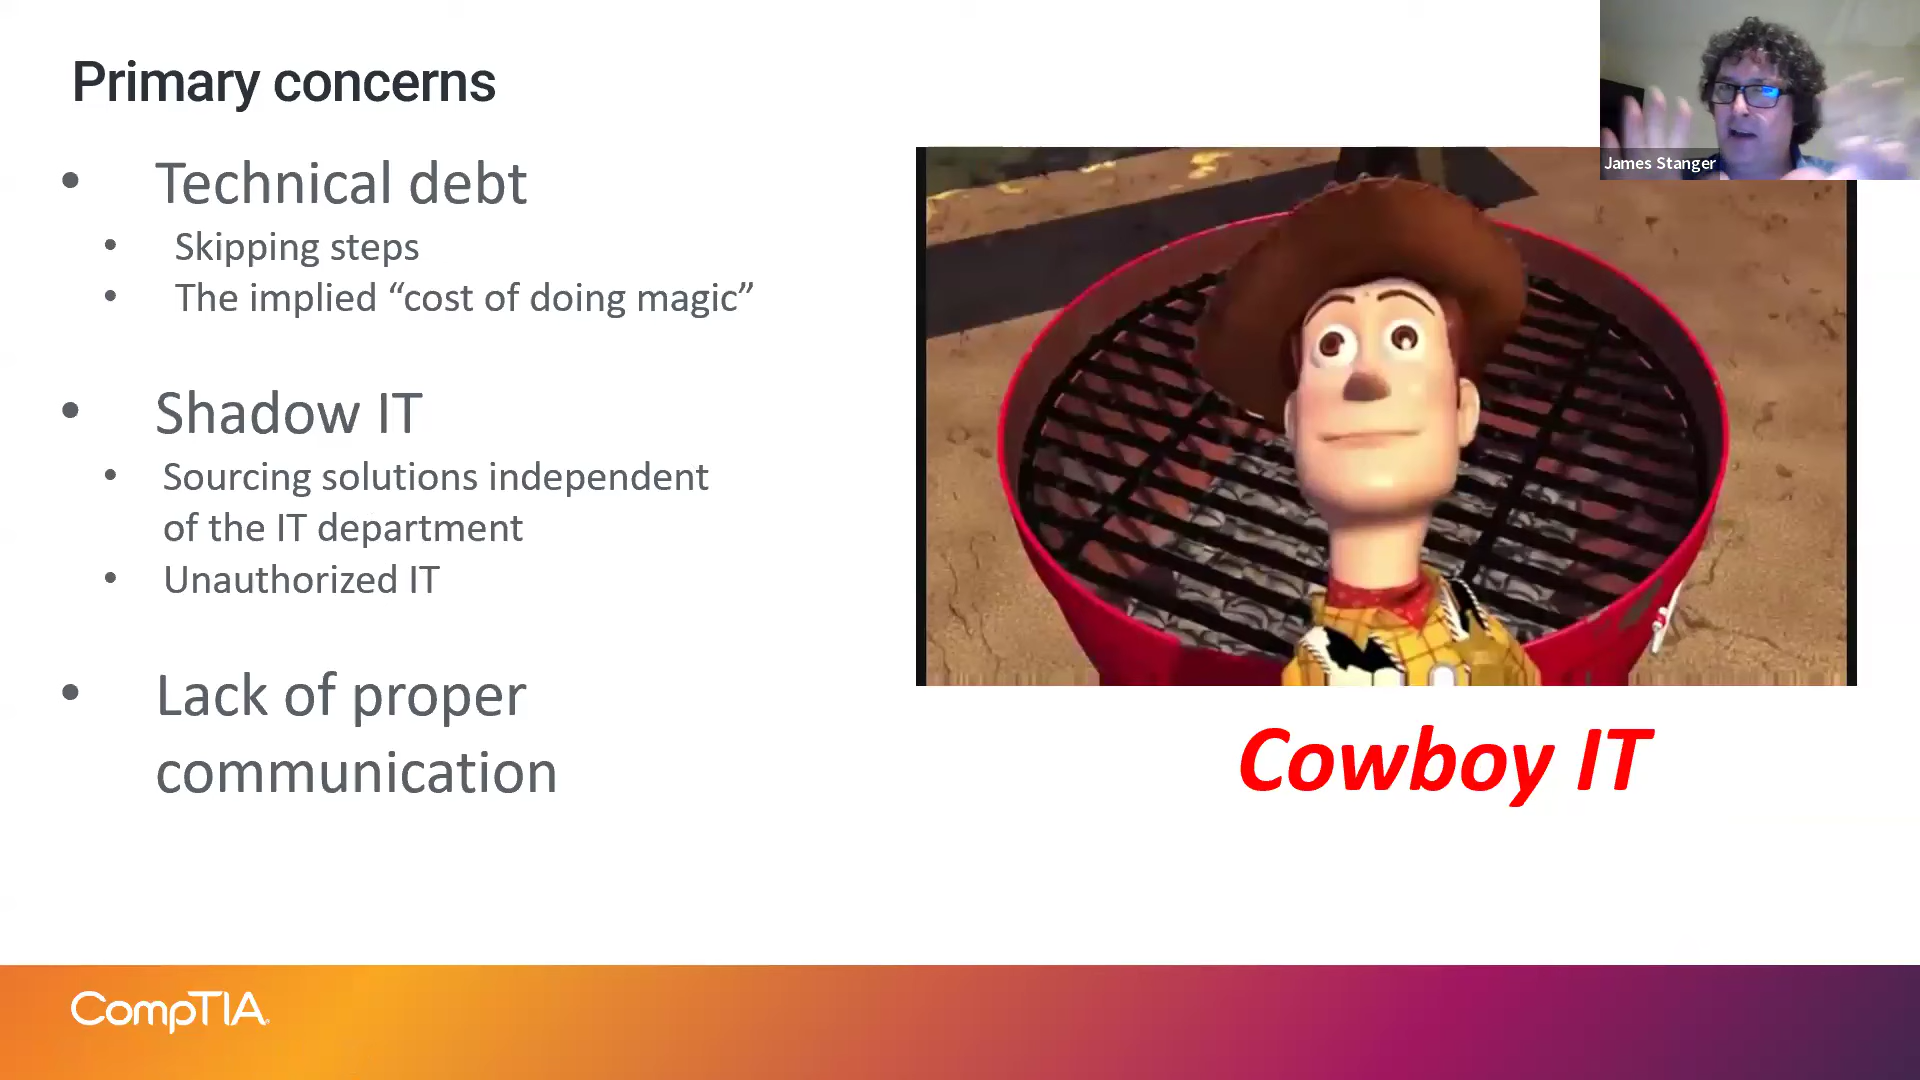 Primary concerns
• Technical debt
• Skipping steps
• The implied “cost of doing magic”
• Shadow IT
• Sourcing solutions independent
of the IT department
• Unauthorized IT
• Lack of proper
communication
James Stanger
Cowboy IT
CompTIA